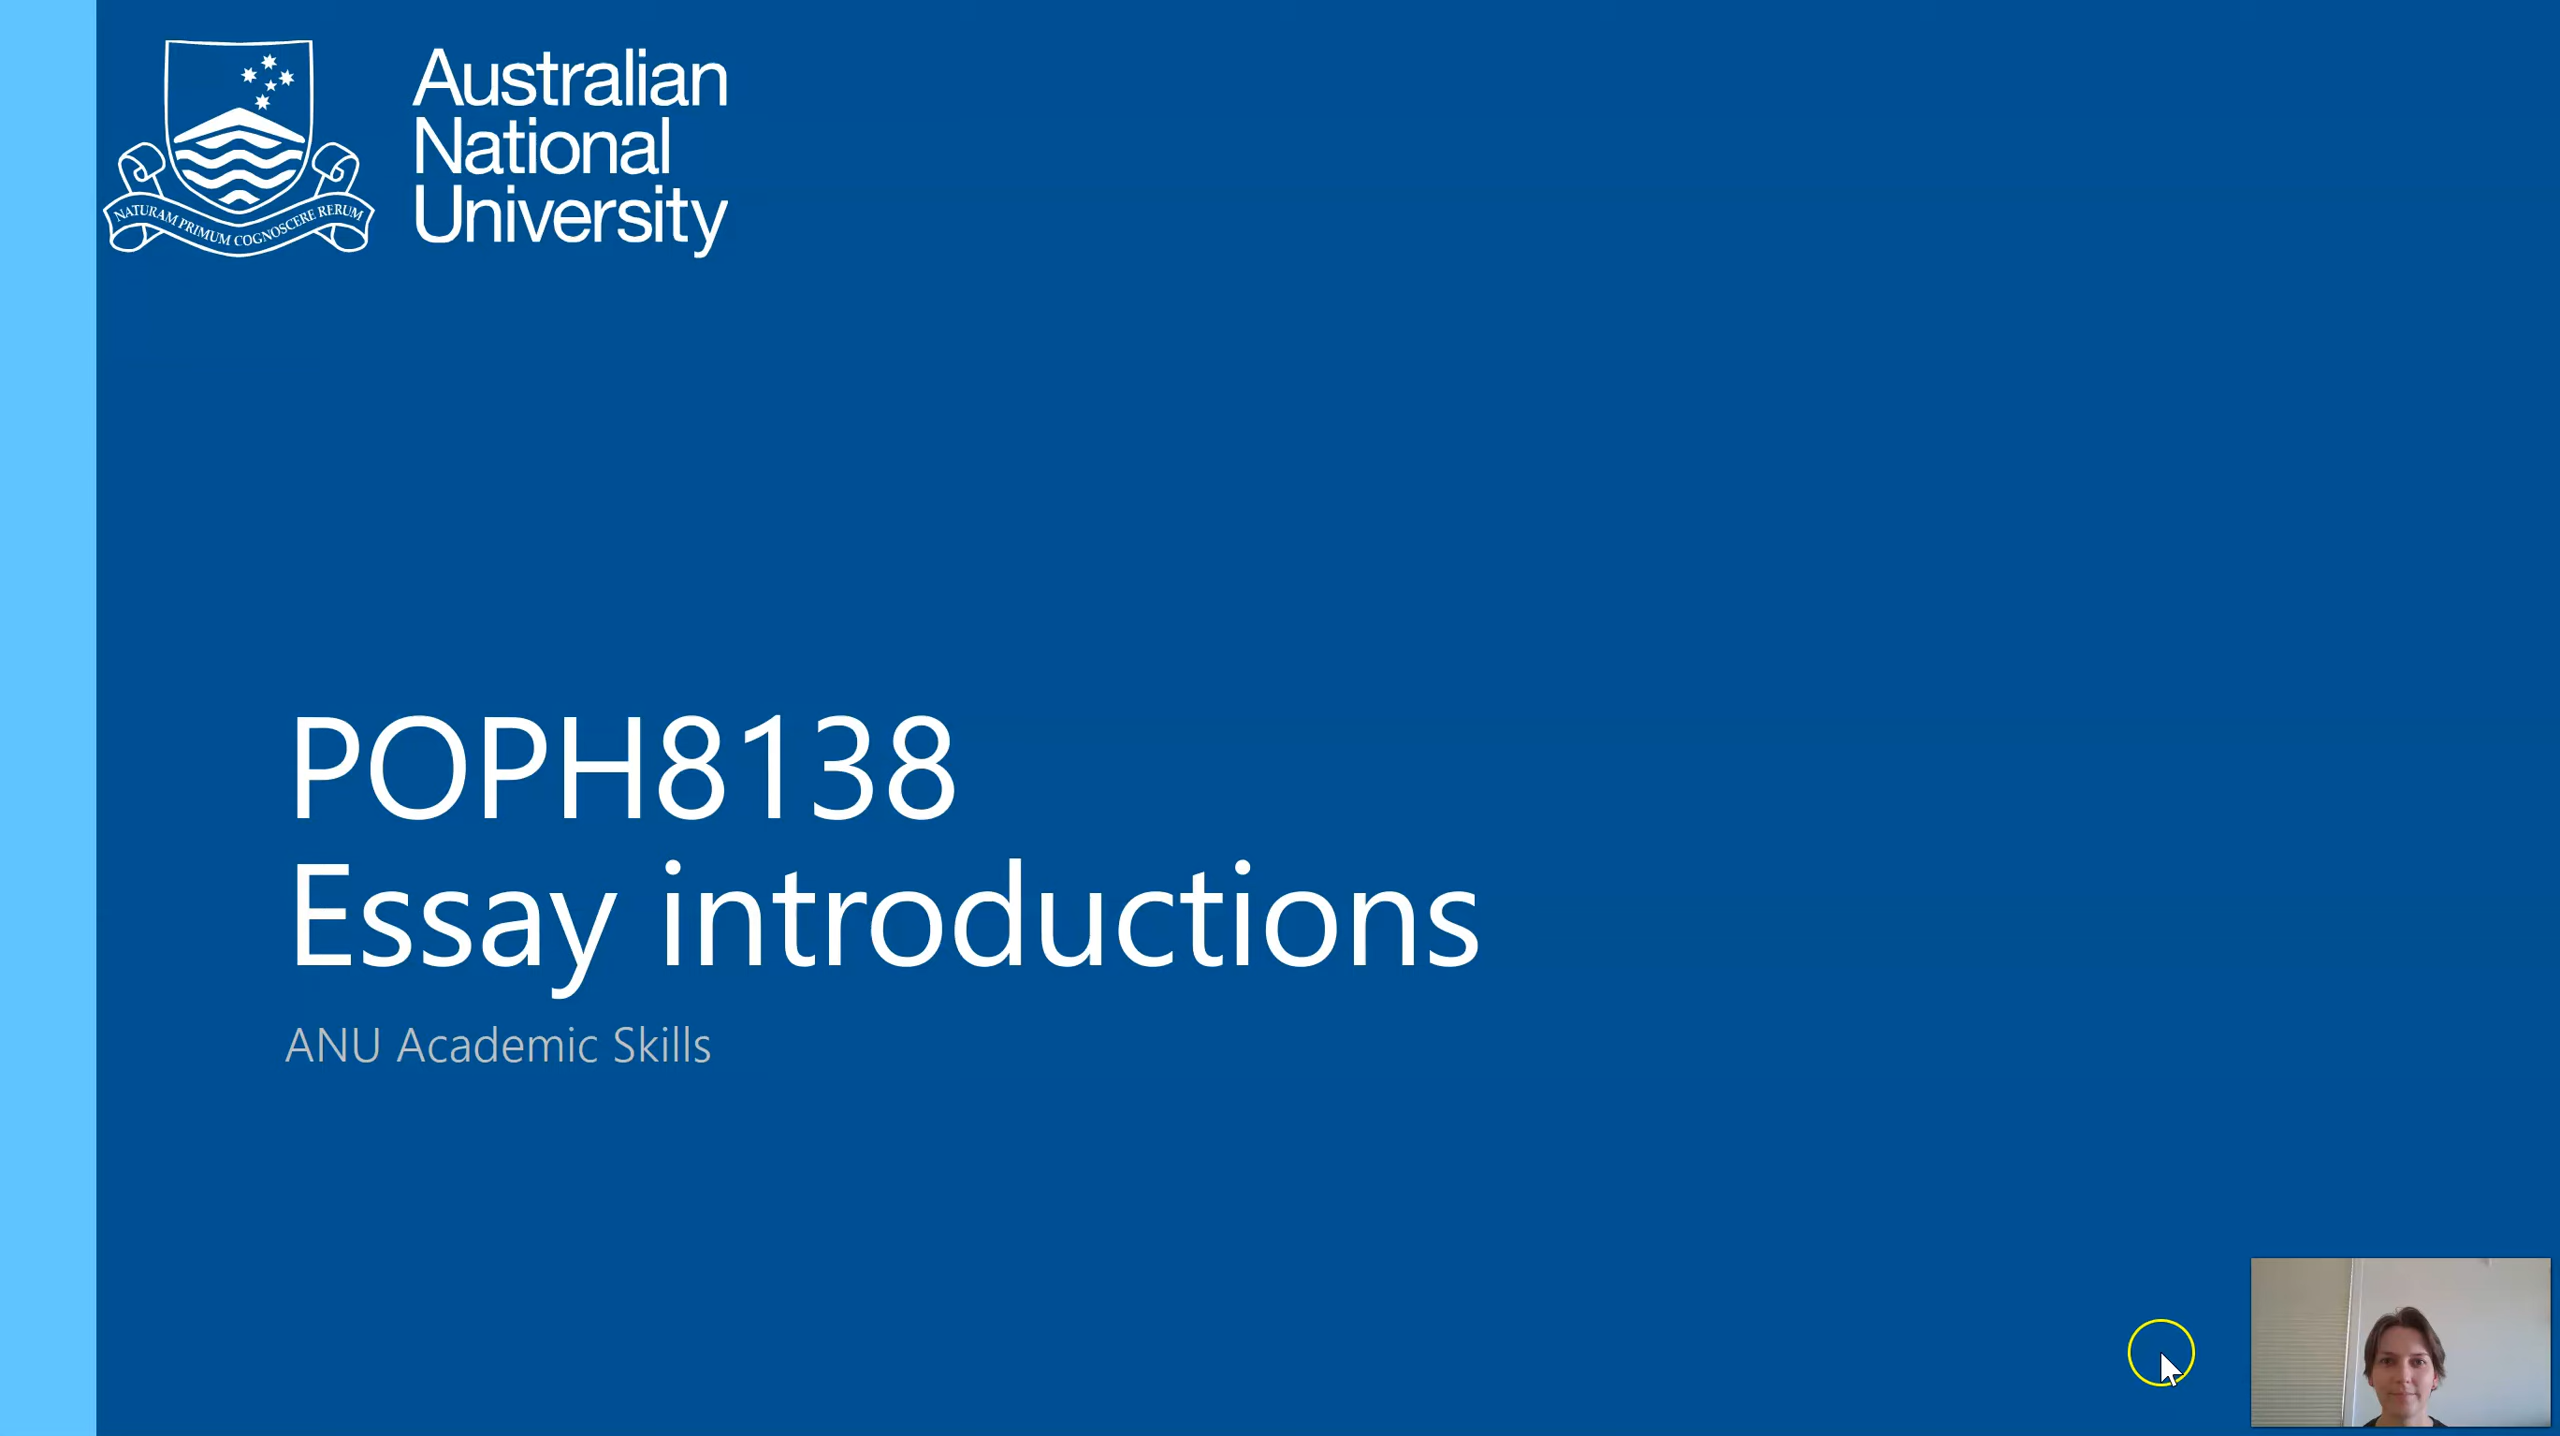 Australian
National
University
NATURAM PRIMUM COGNOSCERE RERUM
POPH8138
Essay introductions
ANU Academic Skills